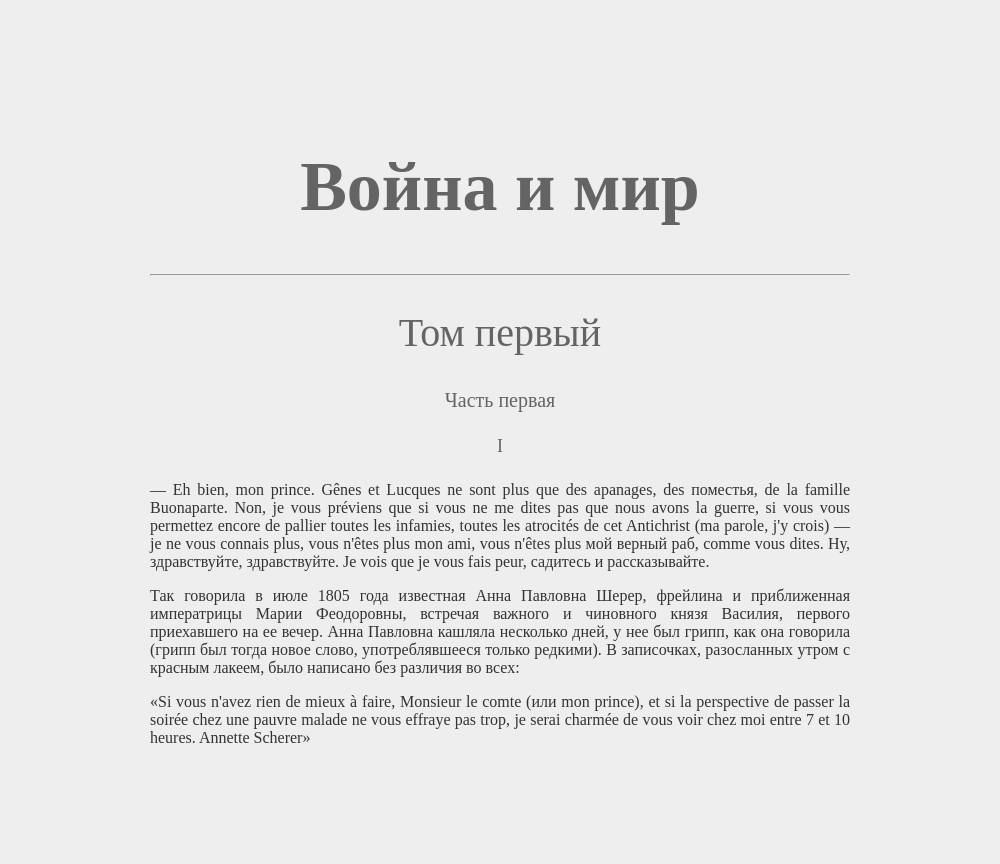 Война и мир
Том первый
Часть первая
I
— Eh bien, mon prince. Gênes et Lucques ne sont plus que des apanages, des поместья, de la famille
Buonaparte. Non, je vous préviens que si vous ne me dites pas que nous avons la guerre, si vous vous
permettez encore de pallier toutes les infamies, toutes les atrocités de cet Antichrist (ma parole, j'y crois) —
je ne vous connais plus, vous n'êtes plus mon ami, vous n'êtes plus мой верный раб, comme vous dites. Ну,
здравствуйте, здравствуйте. Je vois que je vous fais peur, садитесь и рассказывайте.
Так говорила в июле 1805 года известная Анна Павловна Шерер, фрейлина и приближенная
императрицы Марии Феодоровны, встречая важного и чиновного князя Василия, первого
приехавшего на ее вечер. Анна Павловна кашляла несколько дней, у нее был грипп, как она говорила
(грипп был тогда новое слово, употреблявшееся только редкими). В записочках, разосланных утром с
красным лакеем, было написано без различия во всех:
«Si vous n'avez rien de mieux à faire, Monsieur le comte (или mon prince), et si la perspective de passer la
soirée chez une pauvre malade ne vous effraye pas trop, je serai charmée de vous voir chez moi entre 7 et 10
heures. Annette Scherer»